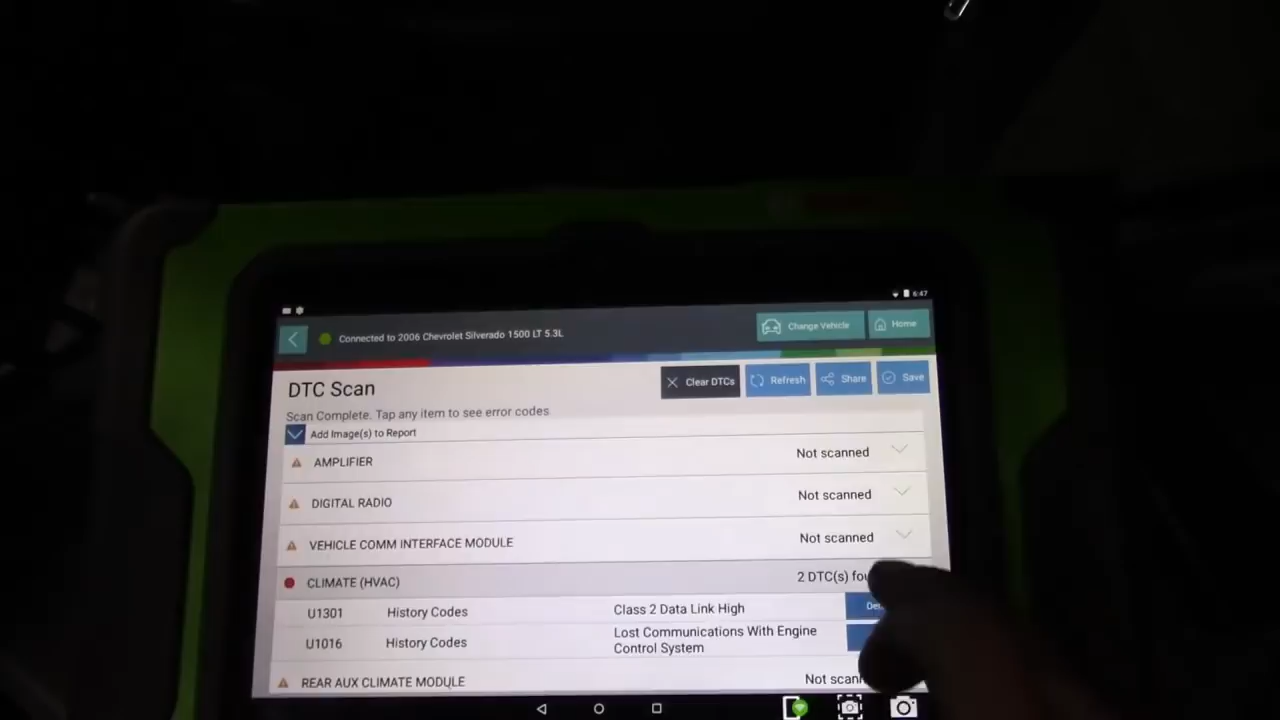 6:47
Connected to 2006 Chevrolet Silverado 1500 LT 5.3L
Change Vehicle
Home
DTC Scan
Clear DTCs
Refresh
Share
Save
Scan Complete. Tap any item to see error codes
Add Image(s) to Report
AMPLIFIER Not scanned
DIGITAL RADIO Not scanned
VEHICLE COMM INTERFACE MODULE Not scanned
CLIMATE (HVAC) 2 DTC(s) fou
U1301 History Codes Class 2 Data Link High De
U1016 History Codes Lost Communications With Engine
Control System
REAR AUX CLIMATE MODULE Not scan